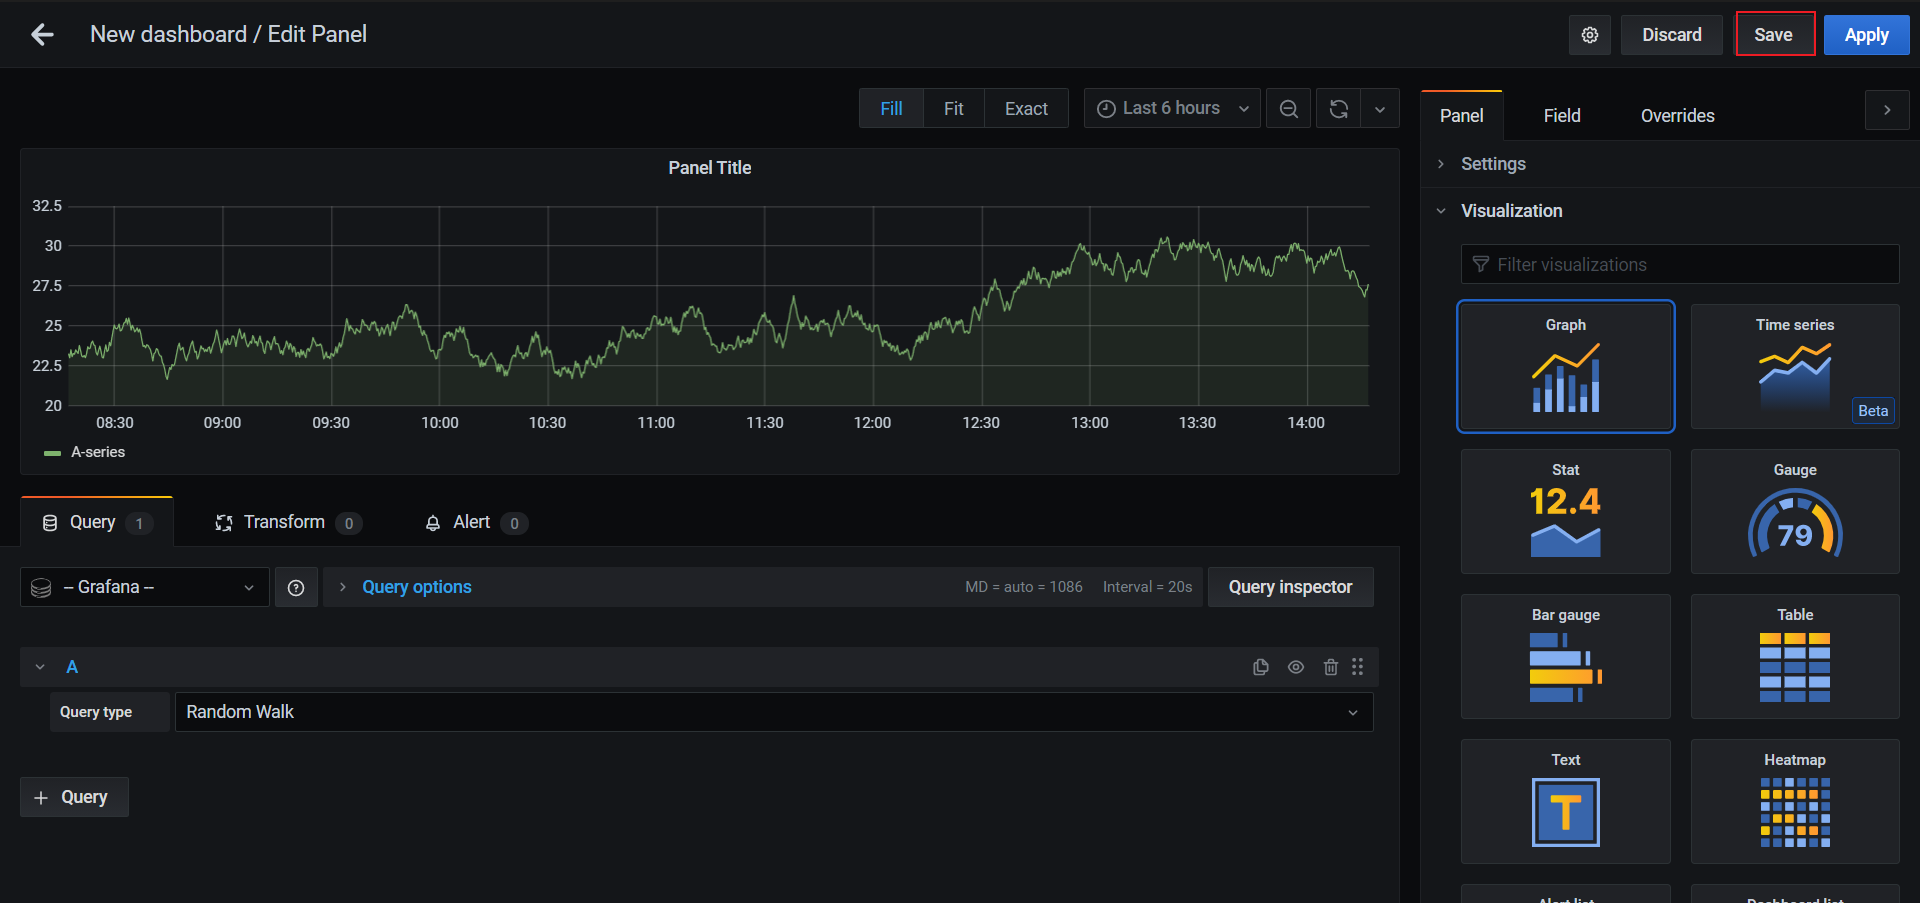 New dashboard / Edit Panel
Discard
Save
Apply
Fill
Fit
Exact
Last 6 hours
Panel Title
32.5
30
27.5
25
22.5
20
08:30
09:00
09:30
10:00
10:30
11:00
11:30
12:00
12:30
13:00
13:30
14:00
A-series
Query 1
Transform 0
Alert 0
-- Grafana --
Query options
MD = auto = 1086
Interval = 20s
Query inspector
A
Query type
Random Walk
+ Query
Panel
Field
Overrides
Settings
Visualization
Filter visualizations
Graph
Time series
Beta
Stat
12.4
Gauge
79
Bar gauge
Table
Text
T
Heatmap
Alert list
Dashboard list